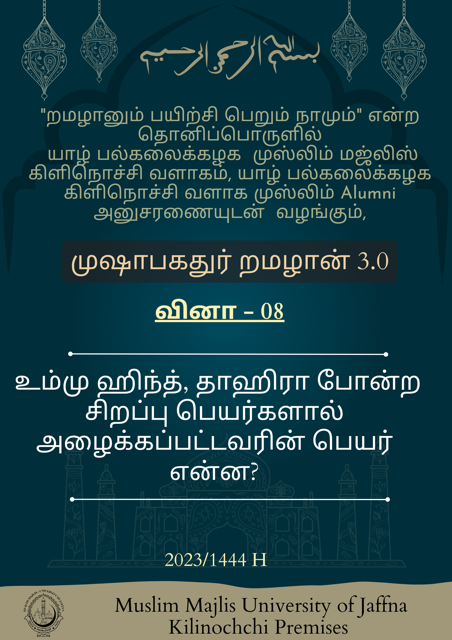 بسم الله الرحمن الرحيم
"றமழானும் பயிற்சி பெறும் நாமும்" என்ற
தொனிப்பொருளில்
யாழ் பல்கலைக்கழக முஸ்லிம் மஜ்லிஸ்
கிளிநொச்சி வளாகம், யாழ் பல்கலைக்கழக
கிளிநொச்சி வளாக முஸ்லிம் Alumni
அனுசரணையுடன் வழங்கும்,
முஷாபகதுர் றமழான் 3.0
வினா - 08
உம்மு ஹிந்த், தாஹிரா போன்ற
சிறப்பு பெயர்களால்
அழைக்கப்பட்டவரின் பெயர்
என்ன?
2023/1444 H
Muslim Majlis University of Jaffna
Kilinochchi Premises